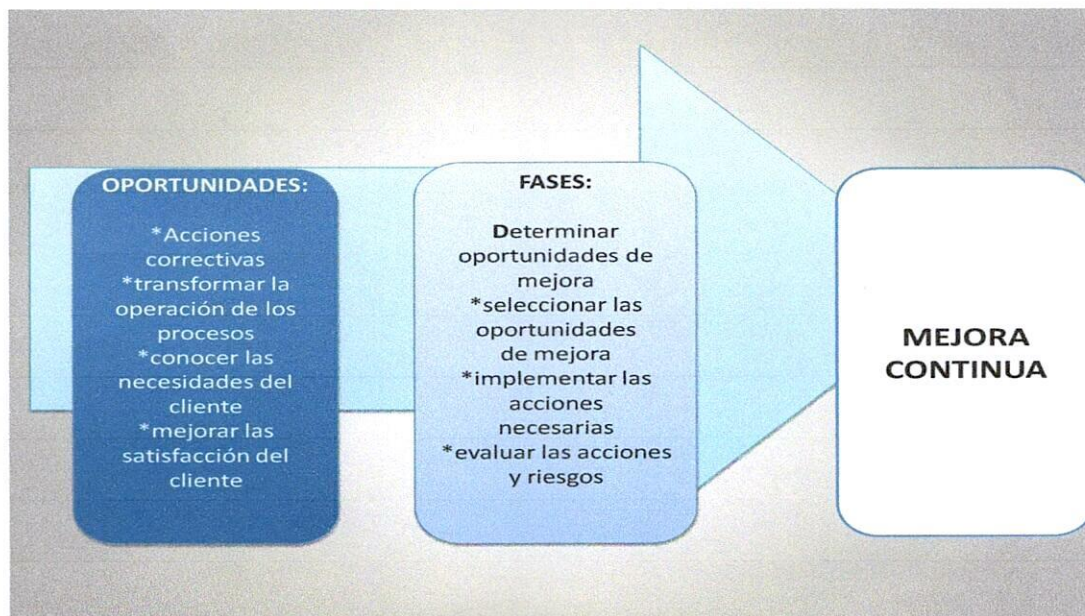 OPORTUNIDADES:
*Acciones
correctivas
*transformar la
operación de los
procesos
*conocer las
necesidades del
cliente
*mejorar las
satisfacción del
cliente
FASES:
Determinar
oportunidades de
mejora
*seleccionar las
oportunidades
de mejora
*implementar las
acciones
necesarias
*evaluar las acciones
y riesgos
MEJORA
CONTINUA